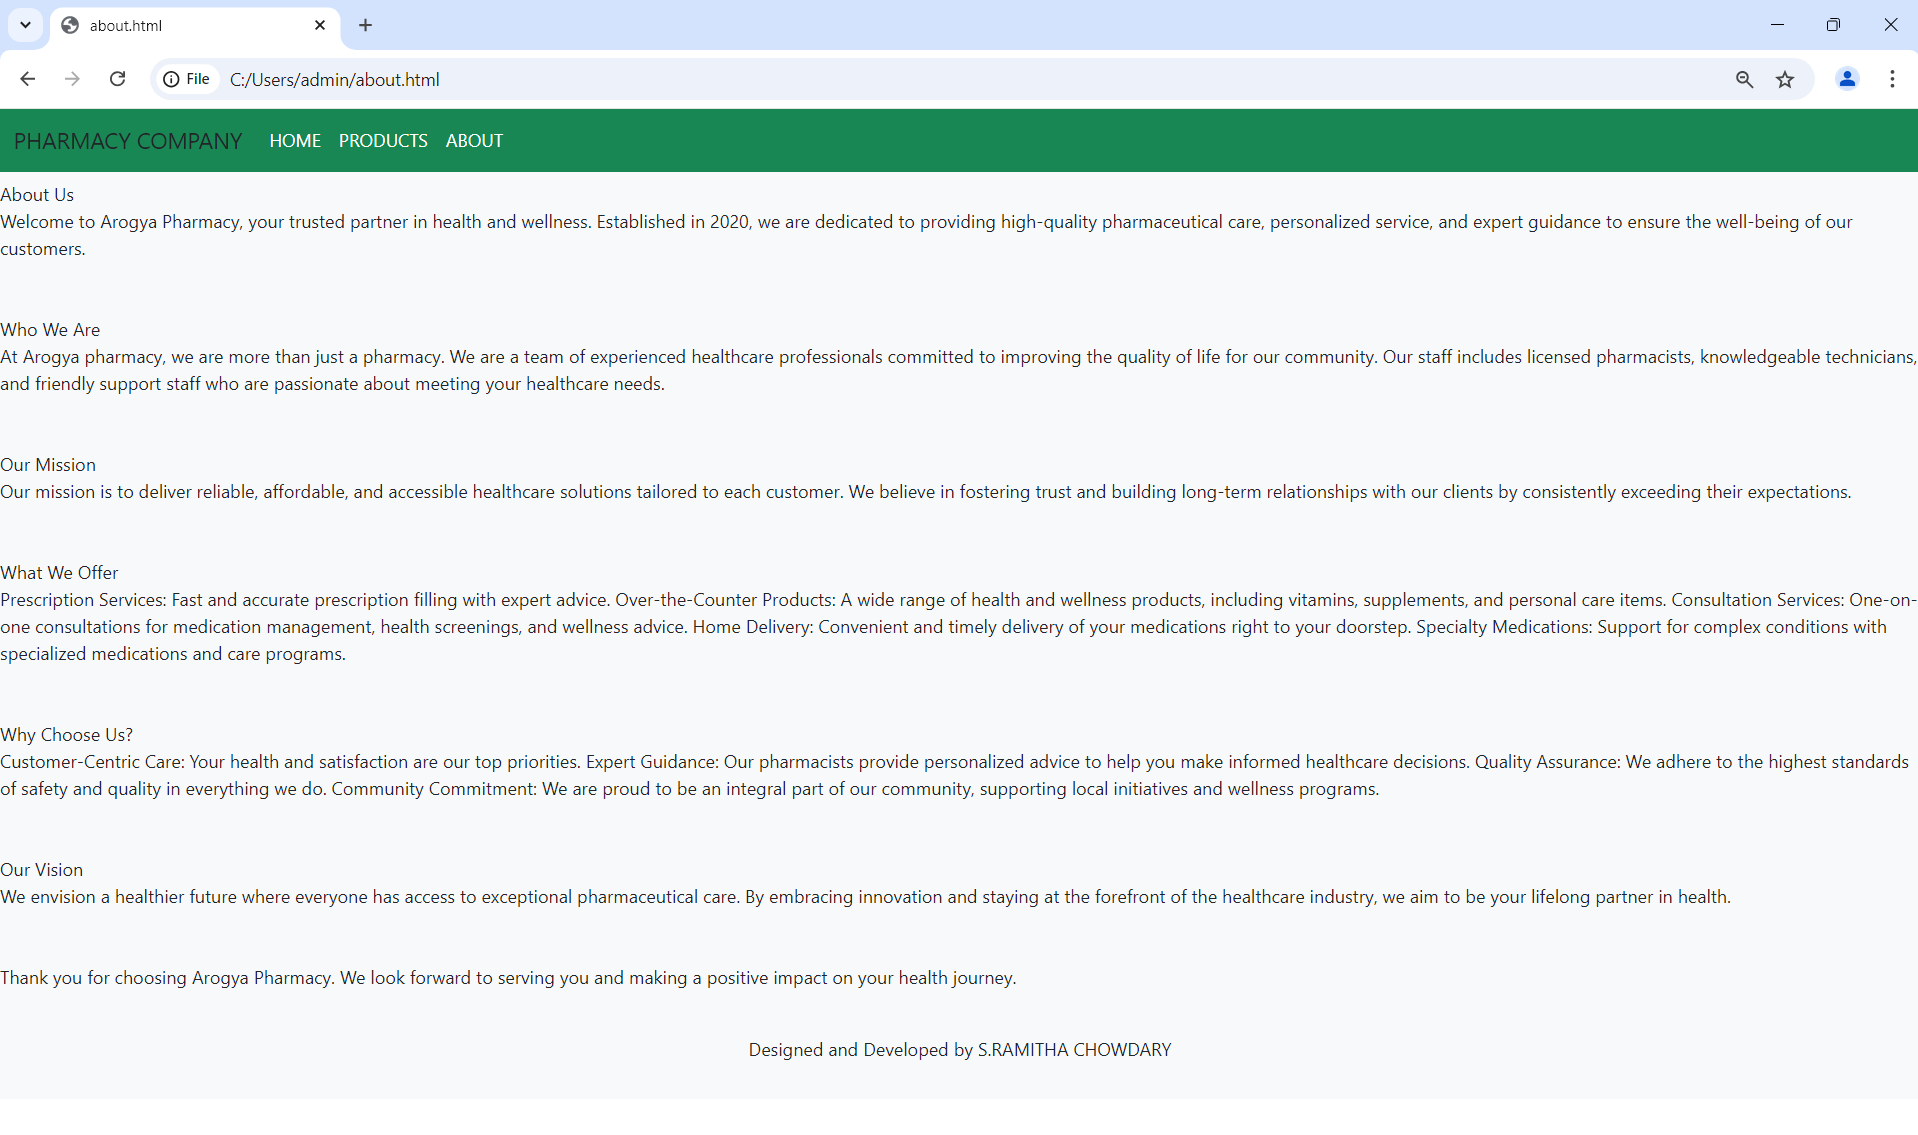 about.html
File C:/Users/admin/about.html
PHARMACY COMPANY HOME PRODUCTS ABOUT
About Us
Welcome to Arogya Pharmacy, your trusted partner in health and wellness. Established in 2020, we are dedicated to providing high-quality pharmaceutical care, personalized service, and expert guidance to ensure the well-being of our
customers.
Who We Are
At Arogya pharmacy, we are more than just a pharmacy. We are a team of experienced healthcare professionals committed to improving the quality of life for our community. Our staff includes licensed pharmacists, knowledgeable technicians,
and friendly support staff who are passionate about meeting your healthcare needs.
Our Mission
Our mission is to deliver reliable, affordable, and accessible healthcare solutions tailored to each customer. We believe in fostering trust and building long-term relationships with our clients by consistently exceeding their expectations.
What We Offer
Prescription Services: Fast and accurate prescription filling with expert advice. Over-the-Counter Products: A wide range of health and wellness products, including vitamins, supplements, and personal care items. Consultation Services: One-on-
one consultations for medication management, health screenings, and wellness advice. Home Delivery: Convenient and timely delivery of your medications right to your doorstep. Specialty Medications: Support for complex conditions with
specialized medications and care programs.
Why Choose Us?
Customer-Centric Care: Your health and satisfaction are our top priorities. Expert Guidance: Our pharmacists provide personalized advice to help you make informed healthcare decisions. Quality Assurance: We adhere to the highest standards
of safety and quality in everything we do. Community Commitment: We are proud to be an integral part of our community, supporting local initiatives and wellness programs.
Our Vision
We envision a healthier future where everyone has access to exceptional pharmaceutical care. By embracing innovation and staying at the forefront of the healthcare industry, we aim to be your lifelong partner in health.
Thank you for choosing Arogya Pharmacy. We look forward to serving you and making a positive impact on your health journey.
Designed and Developed by S.RAMITHA CHOWDARY